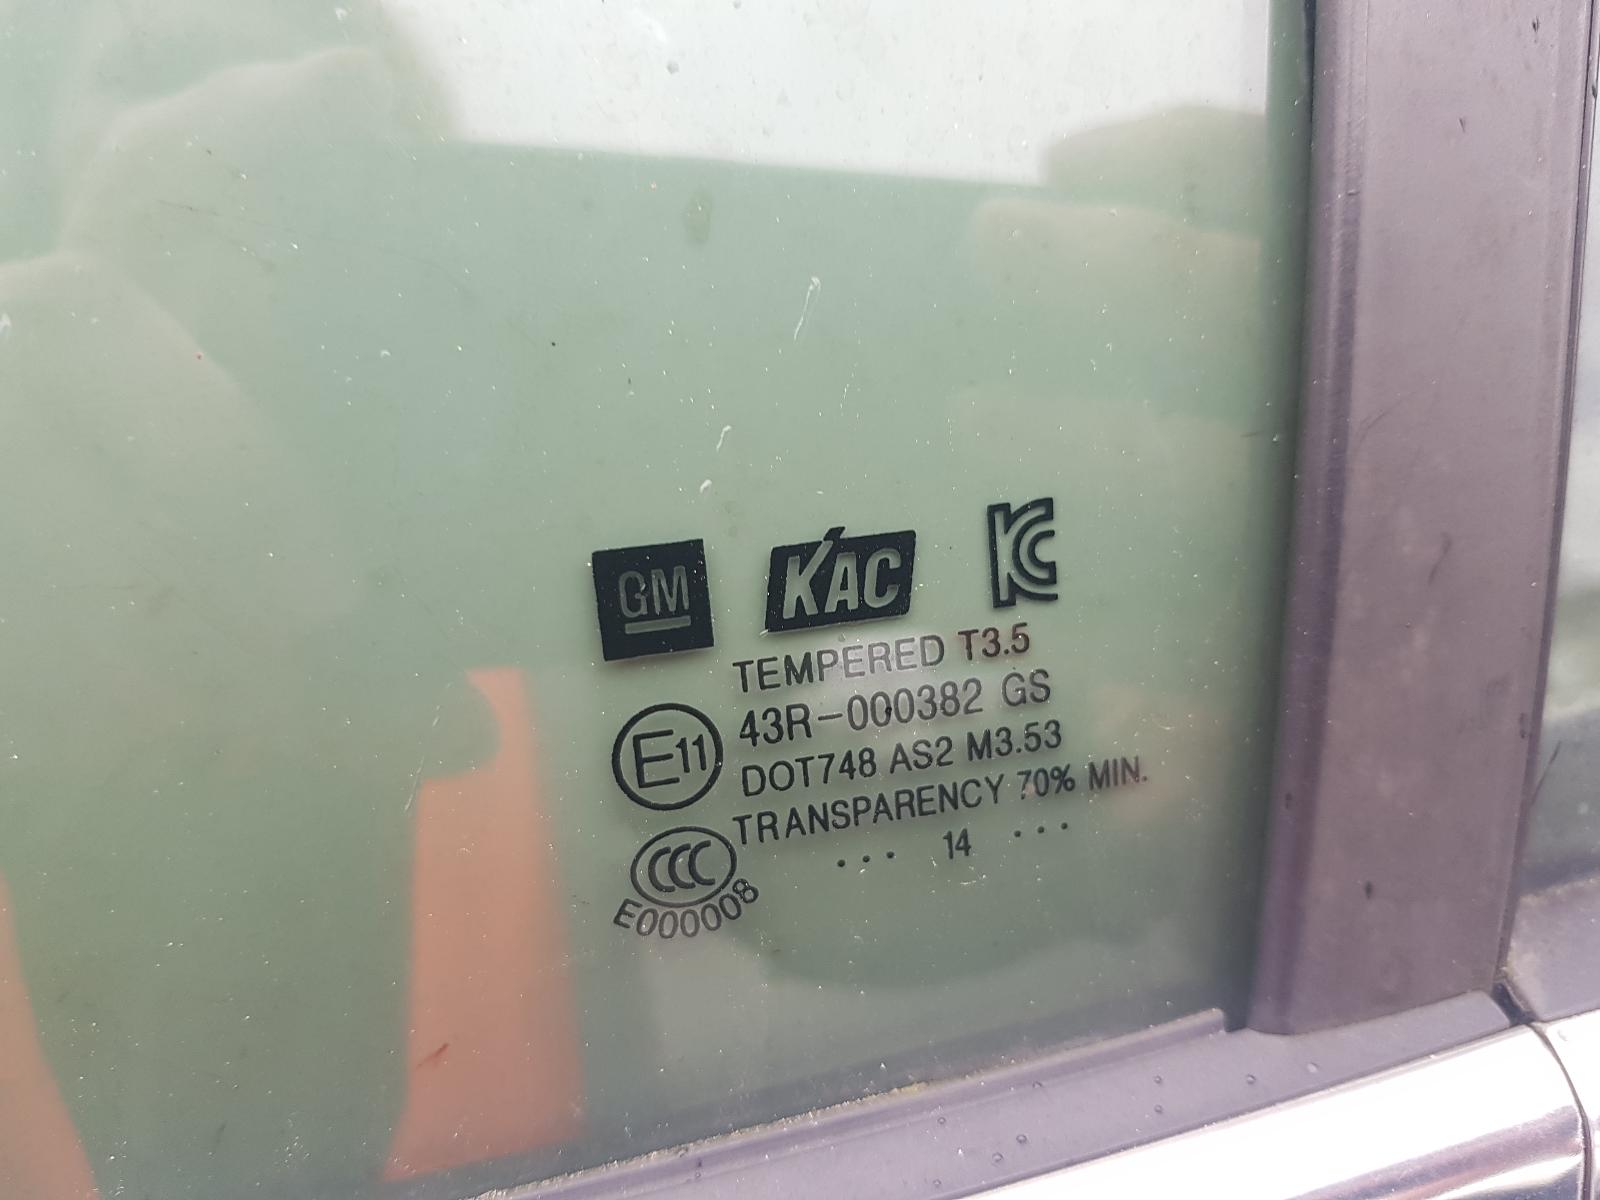 GM
KAC
KC
TEMPERED T3.5
43R-000382 GS
E11
DOT748 AS2 M3.53
TRANSPARENCY 70% MIN.
... 14 ...
CCC
E000008